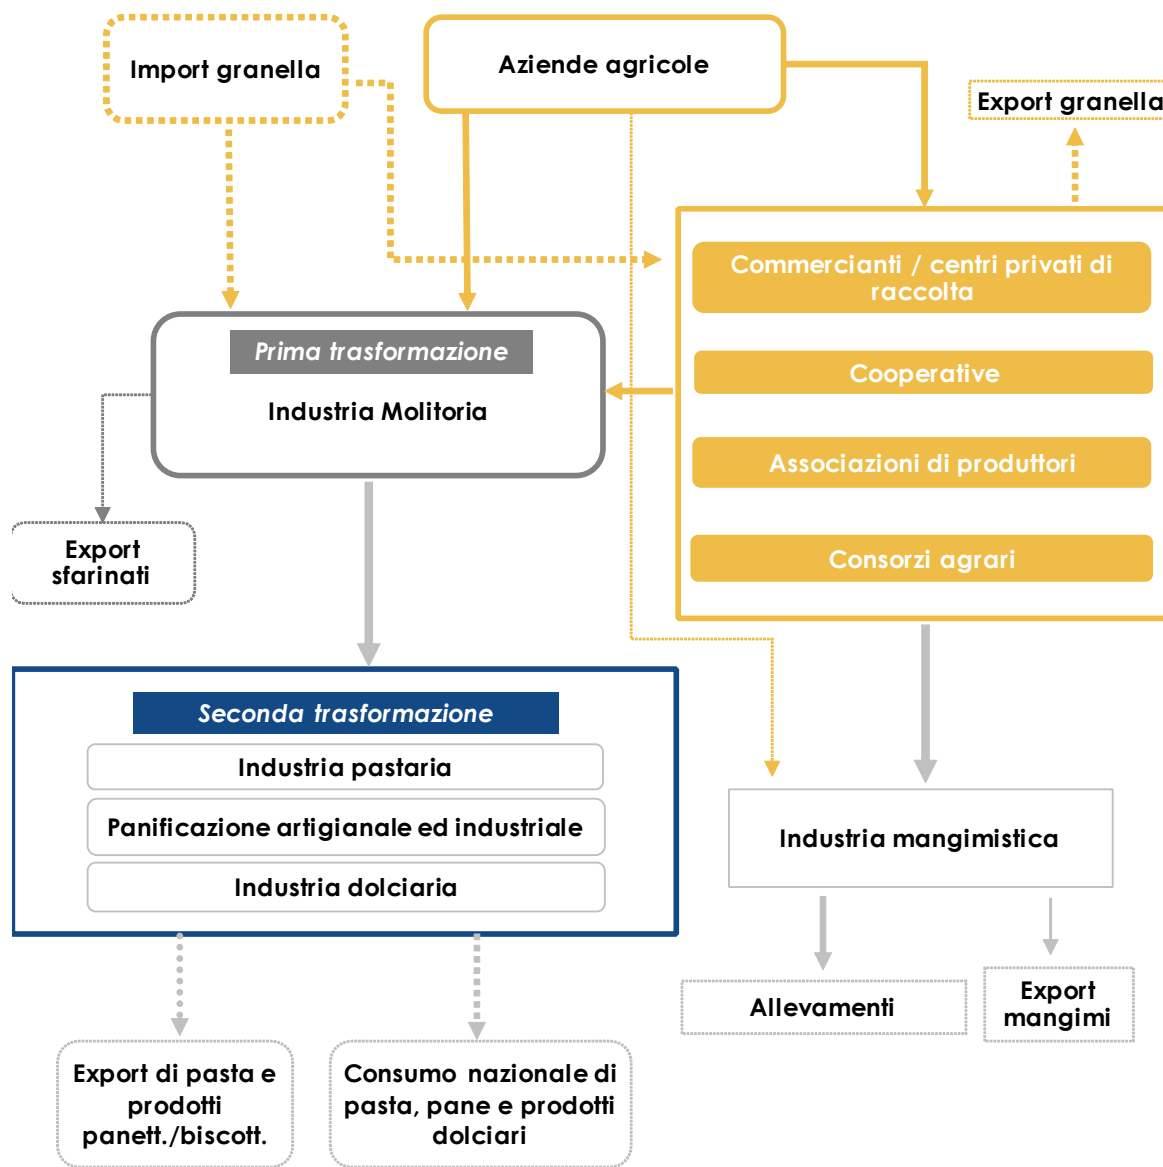 Import granella
Aziende agricole
Export granella
Commercianti / centri privati di
raccolta
Prima trasformazione
Cooperative
Industria Molitoria
Associazioni di produttori
Export
sfarinati
Consorzi agrari
Seconda trasformazione
Industria pastaria
Panificazione artigianale ed industriale
Industria dolciaria
Industria mangimistica
Allevamenti
Export
mangimi
Export di pasta e
prodotti
panett./biscott.
Consumo nazionale di
pasta, pane e prodotti
dolciari